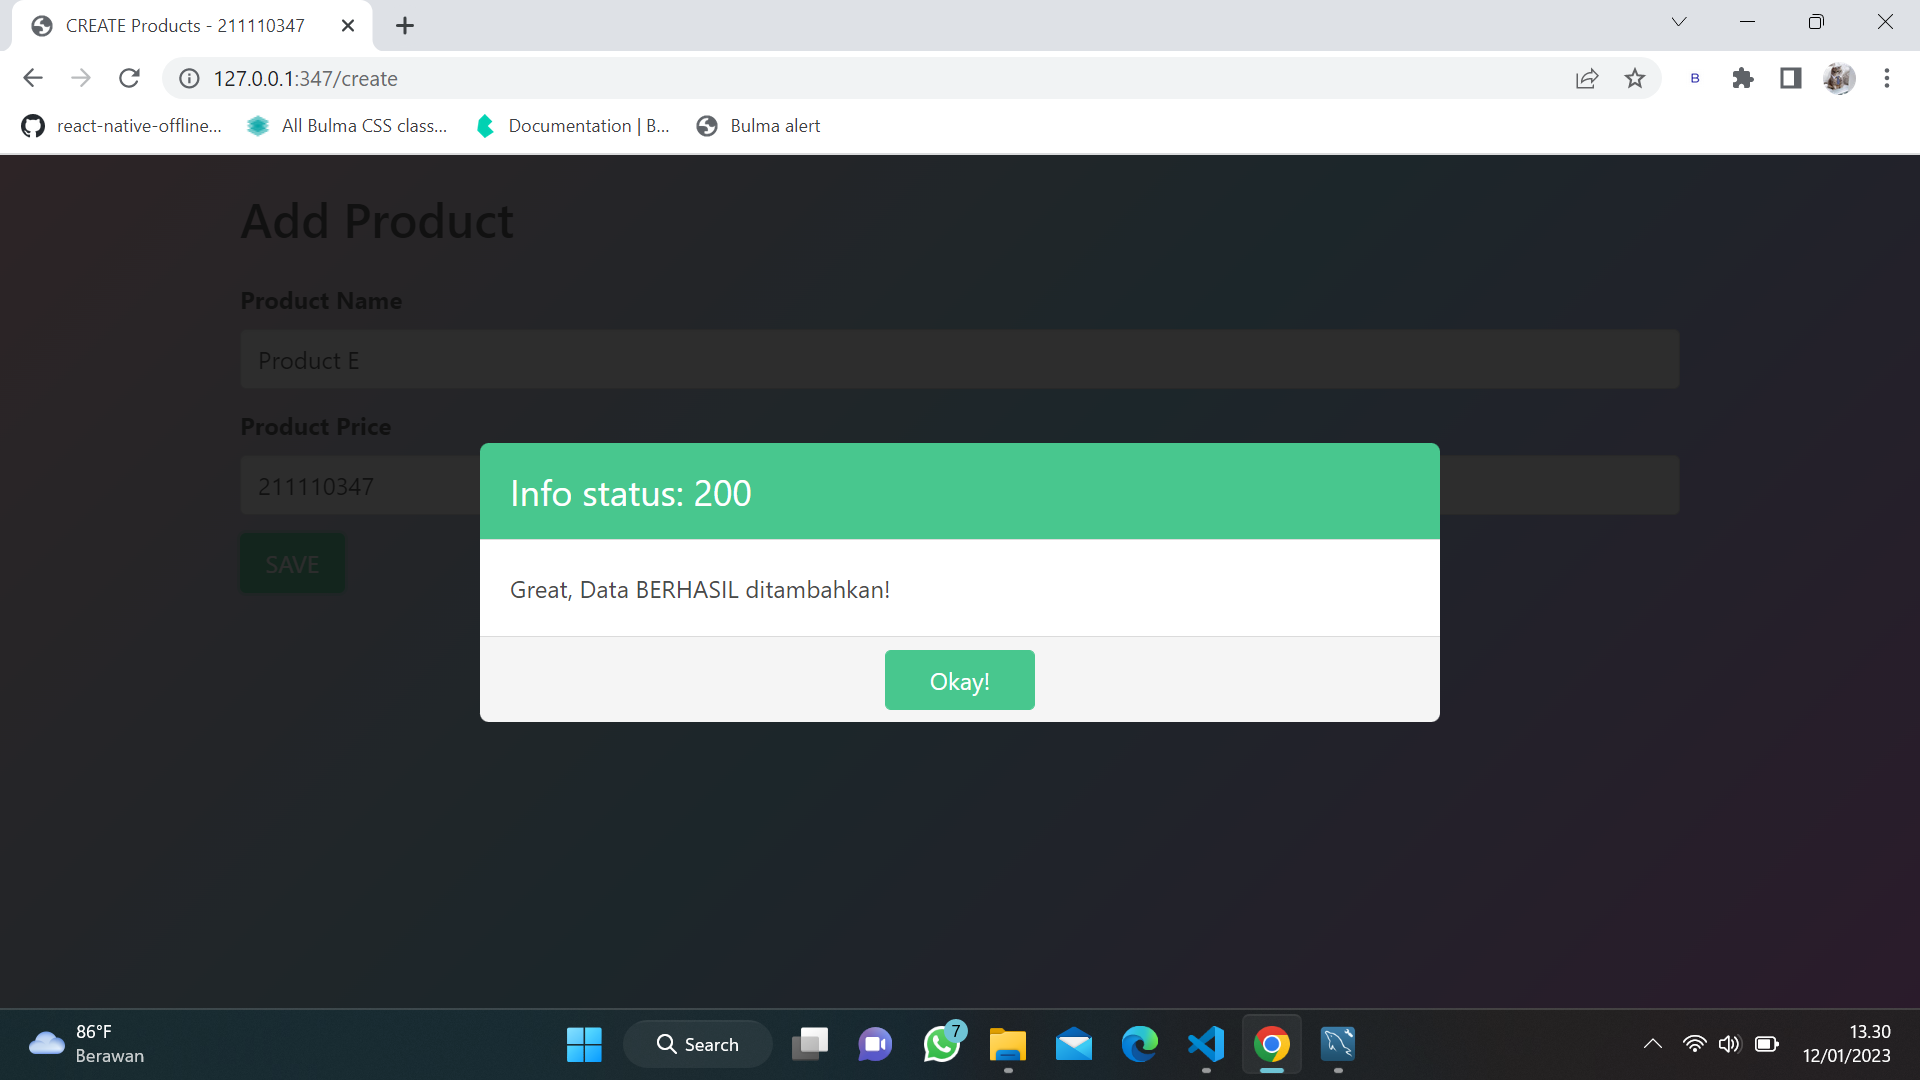 CREATE Products - 211110347
127.0.0.1:347/create
B
react-native-offline...
All Bulma CSS class...
Documentation | B...
Bulma alert
Add Product
Product Name
Product E
Product Price
211110347
SAVE
Info status: 200
Great, Data BERHASIL ditambahkan!
Okay!
86°F
Berawan
Search
7
13.30
12/01/2023